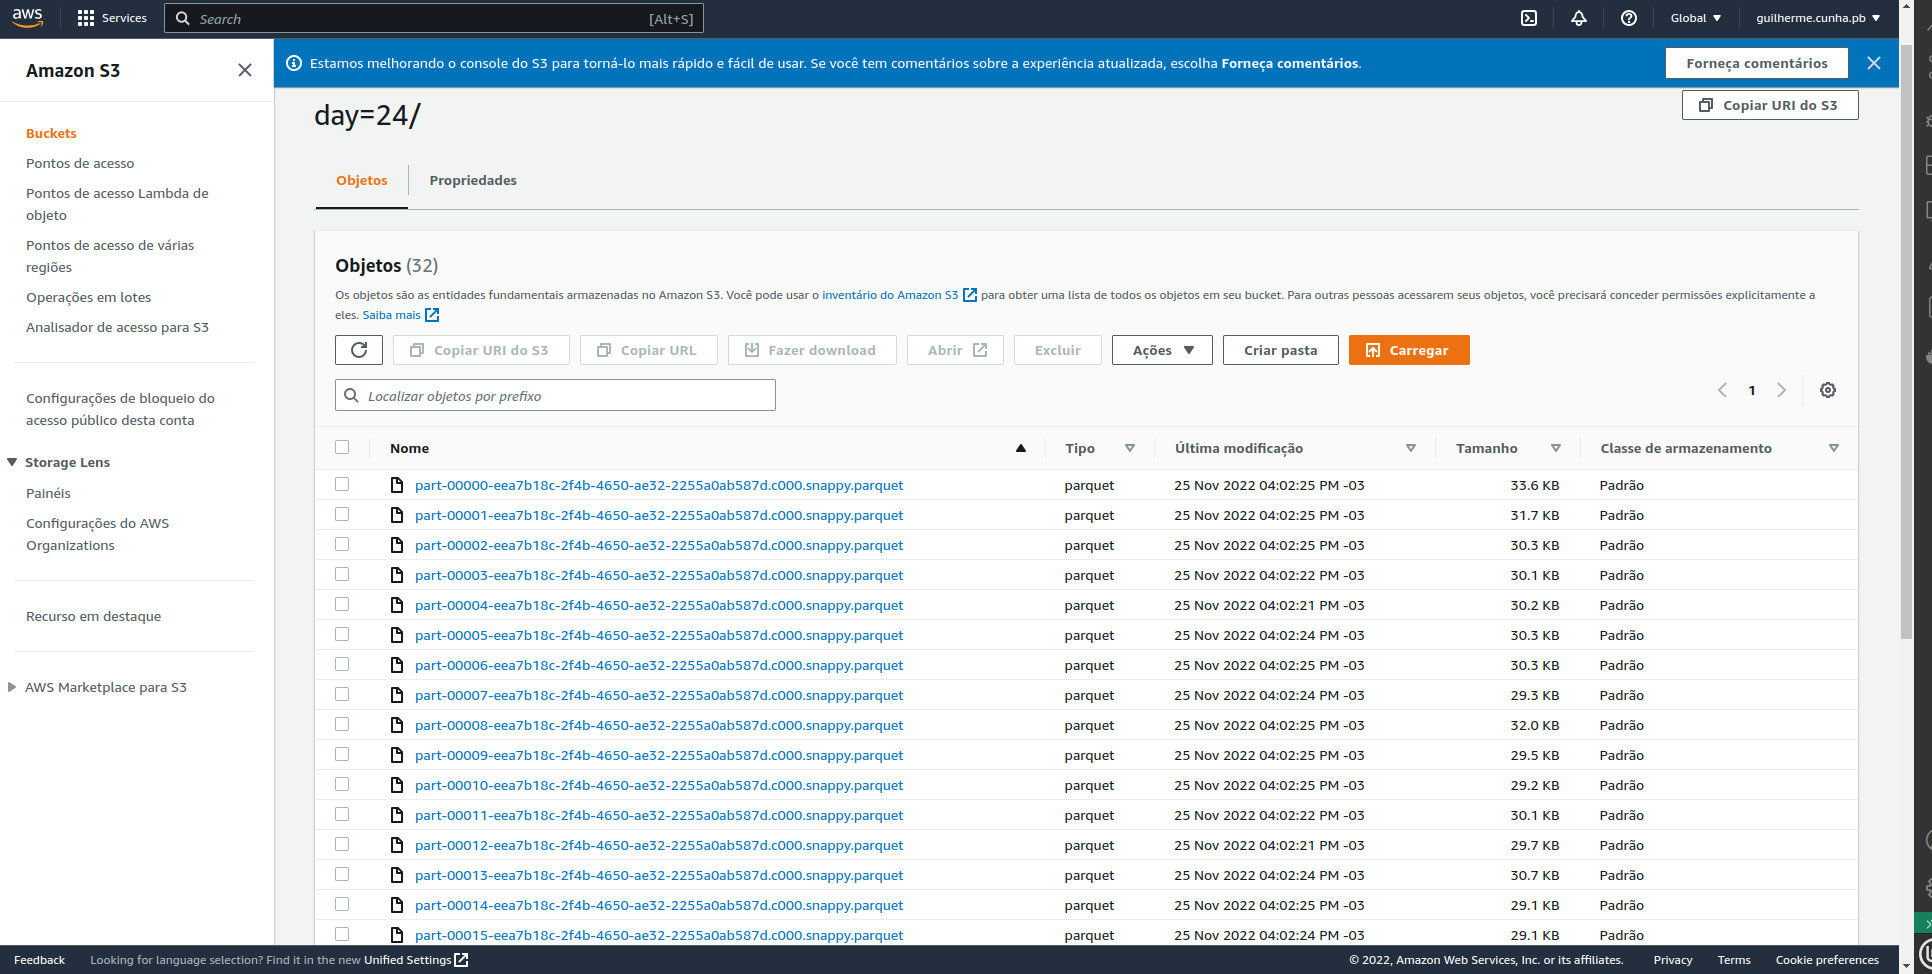 aws Services Search [Alt+S] Global guilherme.cunha.pb
Amazon S3
Estamos melhorando o console do S3 para torná-lo mais rápido e fácil de usar. Se você tem comentários sobre a experiência atualizada, escolha Forneça comentários. Forneça comentários
Buckets
Pontos de acesso
Pontos de acesso Lambda de
objeto
Pontos de acesso de várias
regiões
Operações em lotes
Analisador de acesso para S3
Configurações de bloqueio do
acesso público desta conta
Storage Lens
Painéis
Configurações do AWS
Organizations
Recurso em destaque
AWS Marketplace para S3
day=24/
Copiar URI do S3
Objetos Propriedades
Objetos (32)
Os objetos são as entidades fundamentais armazenadas no Amazon S3. Você pode usar o inventário do Amazon S3 para obter uma lista de todos os objetos em seu bucket. Para outras pessoas acessarem seus objetos, você precisará conceder permissões explicitamente a
eles. Saiba mais
Copiar URI do S3 Copiar URL Fazer download Abrir Excluir Ações Criar pasta Carregar
Localizar objetos por prefixo 1
Nome Tipo Última modificação Tamanho Classe de armazenamento
part-00000-eea7b18c-2f4b-4650-ae32-2255a0ab587d.c000.snappy.parquet parquet 25 Nov 2022 04:02:25 PM -03 33.6 KB Padrão
part-00001-eea7b18c-2f4b-4650-ae32-2255a0ab587d.c000.snappy.parquet parquet 25 Nov 2022 04:02:25 PM -03 31.7 KB Padrão
part-00002-eea7b18c-2f4b-4650-ae32-2255a0ab587d.c000.snappy.parquet parquet 25 Nov 2022 04:02:25 PM -03 30.3 KB Padrão
part-00003-eea7b18c-2f4b-4650-ae32-2255a0ab587d.c000.snappy.parquet parquet 25 Nov 2022 04:02:22 PM -03 30.1 KB Padrão
part-00004-eea7b18c-2f4b-4650-ae32-2255a0ab587d.c000.snappy.parquet parquet 25 Nov 2022 04:02:21 PM -03 30.2 KB Padrão
part-00005-eea7b18c-2f4b-4650-ae32-2255a0ab587d.c000.snappy.parquet parquet 25 Nov 2022 04:02:24 PM -03 30.3 KB Padrão
part-00006-eea7b18c-2f4b-4650-ae32-2255a0ab587d.c000.snappy.parquet parquet 25 Nov 2022 04:02:25 PM -03 30.3 KB Padrão
part-00007-eea7b18c-2f4b-4650-ae32-2255a0ab587d.c000.snappy.parquet parquet 25 Nov 2022 04:02:24 PM -03 29.3 KB Padrão
part-00008-eea7b18c-2f4b-4650-ae32-2255a0ab587d.c000.snappy.parquet parquet 25 Nov 2022 04:02:25 PM -03 32.0 KB Padrão
part-00009-eea7b18c-2f4b-4650-ae32-2255a0ab587d.c000.snappy.parquet parquet 25 Nov 2022 04:02:25 PM -03 29.5 KB Padrão
part-00010-eea7b18c-2f4b-4650-ae32-2255a0ab587d.c000.snappy.parquet parquet 25 Nov 2022 04:02:25 PM -03 29.2 KB Padrão
part-00011-eea7b18c-2f4b-4650-ae32-2255a0ab587d.c000.snappy.parquet parquet 25 Nov 2022 04:02:22 PM -03 30.1 KB Padrão
part-00012-eea7b18c-2f4b-4650-ae32-2255a0ab587d.c000.snappy.parquet parquet 25 Nov 2022 04:02:21 PM -03 29.7 KB Padrão
part-00013-eea7b18c-2f4b-4650-ae32-2255a0ab587d.c000.snappy.parquet parquet 25 Nov 2022 04:02:24 PM -03 30.7 KB Padrão
part-00014-eea7b18c-2f4b-4650-ae32-2255a0ab587d.c000.snappy.parquet parquet 25 Nov 2022 04:02:25 PM -03 29.1 KB Padrão
part-00015-eea7b18c-2f4b-4650-ae32-2255a0ab587d.c000.snappy.parquet parquet 25 Nov 2022 04:02:24 PM -03 29.1 KB Padrão
Feedback Looking for language selection? Find it in the new Unified Settings © 2022, Amazon Web Services, Inc. or its affiliates. Privacy Terms Cookie preferences